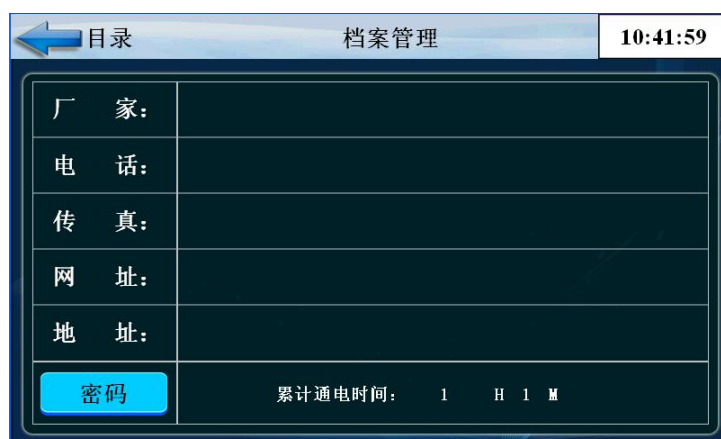 目录 档案管理 10:41:59
厂 家：
电 话：
传 真：
网 址：
地 址：
密码 累计通电时间： 1 H 1 M